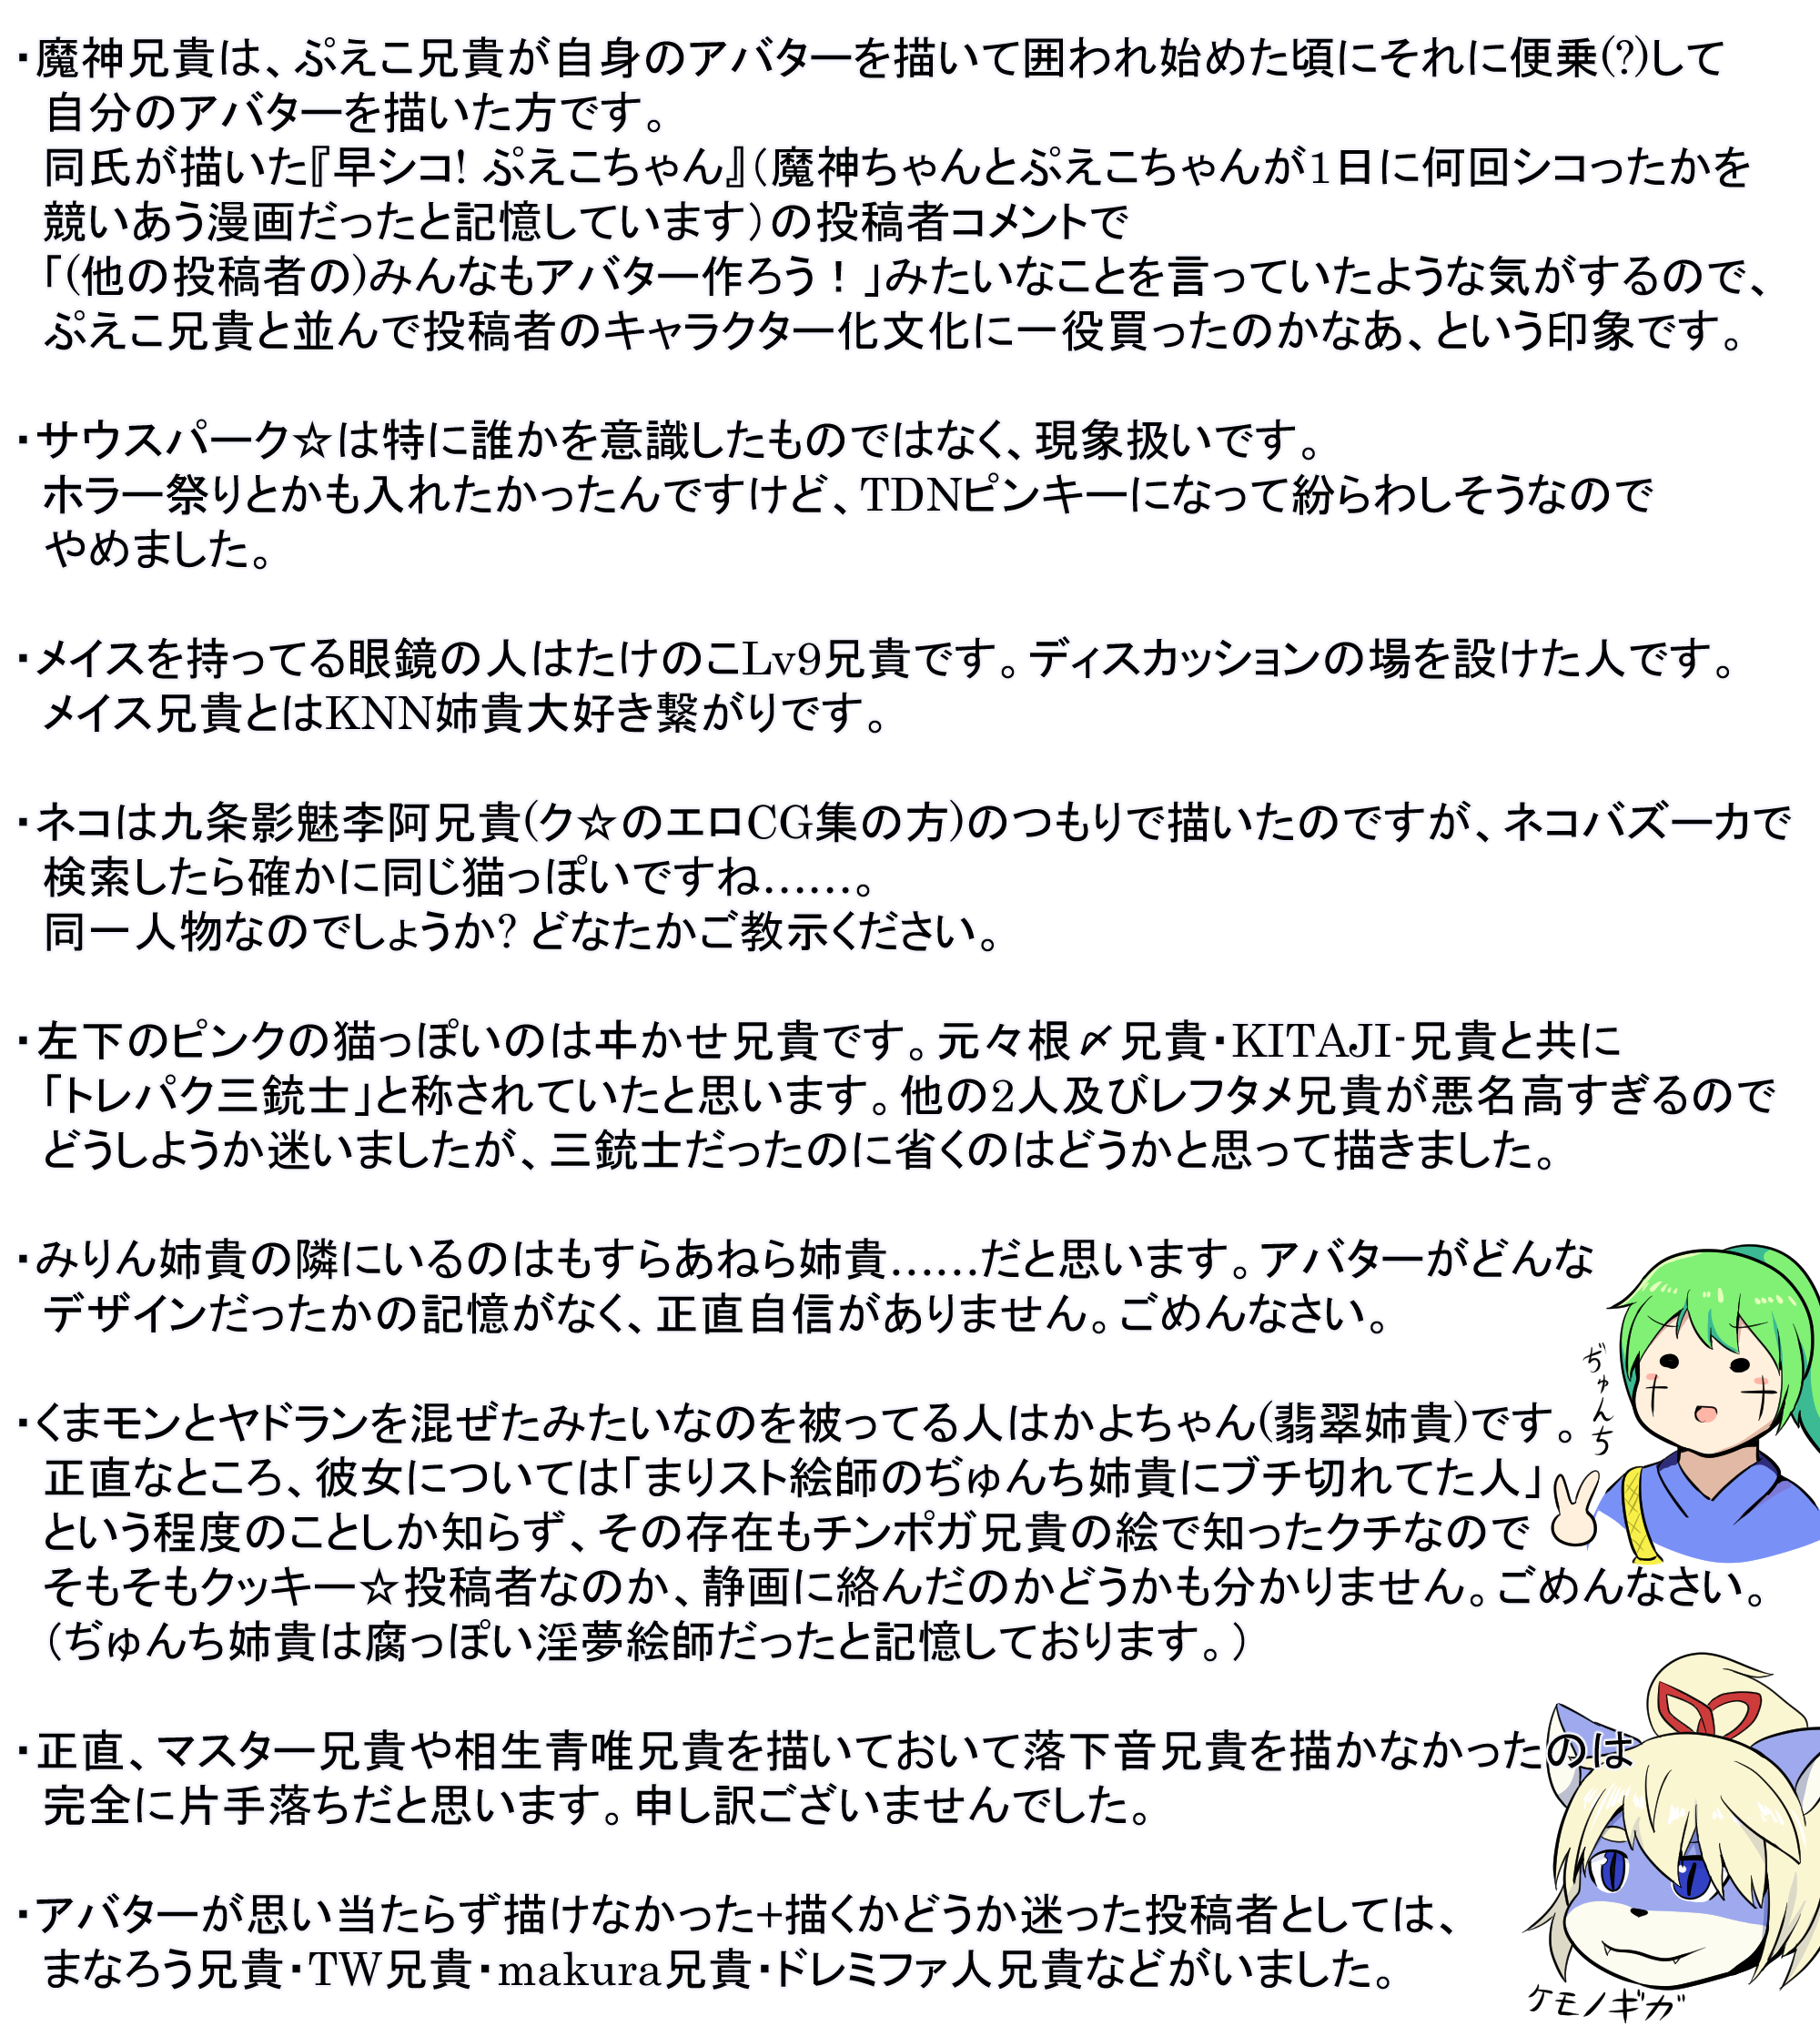 ・魔神兄貴は、ぷえこ兄貴が自身のアバターを描いて囲われ始めた頃にそれに便乗(?)して
自分のアバターを描いた方です。
同氏が描いた『早シコ! ぷえこちゃん』（魔神ちゃんとぷえこちゃんが1日に何回シコったかを
競いあう漫画だったと記憶しています）の投稿者コメントで
「(他の投稿者の)みんなもアバター作ろう！」みたいなことを言っていたような気がするので、
ぷえこ兄貴と並んで投稿者のキャラクター化文化に一役買ったのかなあ、という印象です。
・サウスパーク☆は特に誰かを意識したものではなく、現象扱いです。
ホラー祭りとかも入れたかったんですけど、TDNピンキーになって紛らわしそうなので
やめました。
・メイスを持ってる眼鏡の人はたけのこLv9兄貴です。ディスカッションの場を設けた人です。
メイス兄貴とはKNN姉貴大好き繋がりです。
・ネコは九条影魅李阿兄貴(ク☆のエロCG集の方)のつもりで描いたのですが、ネコバズーカで
検索したら確かに同じ猫っぽいですね……。
同一人物なのでしょうか? どなたかご教示ください。
・左下のピンクの猫っぽいのはヰかせ兄貴です。元々根〆兄貴・KITAJI-兄貴と共に
「トレパク三銃士」と称されていたと思います。他の2人及びレフタメ兄貴が悪名高すぎるので
どうしようか迷いましたが、三銃士だったのに省くのはどうかと思って描きました。
・みりん姉貴の隣にいるのはもすらあねら姉貴……だと思います。アバターがどんな
デザインだったかの記憶がなく、正直自信がありません。ごめんなさい。
・くまモンとヤドランを混ぜたみたいなのを被ってる人はかよちゃん(翡翠姉貴)です。
正直なところ、彼女については「まりスト絵師のぢゅんち姉貴にブチ切れてた人」
という程度のことしか知らず、その存在もチンポガ兄貴の絵で知ったクチなので
そもそもクッキー☆投稿者なのか、静画に絡んだのかどうかも分かりません。ごめんなさい。
（ぢゅんち姉貴は腐っぽい淫夢絵師だったと記憶しております。）
ぢゅんち
・正直、マスター兄貴や相生青唯兄貴を描いておいて落下音兄貴を描かなかったのは
完全に片手落ちだと思います。申し訳ございませんでした。
・アバターが思い当たらず描けなかった+描くかどうか迷った投稿者としては、
まなろう兄貴・TW兄貴・makura兄貴・ドレミファ人兄貴などがいました。
ケモノギガ